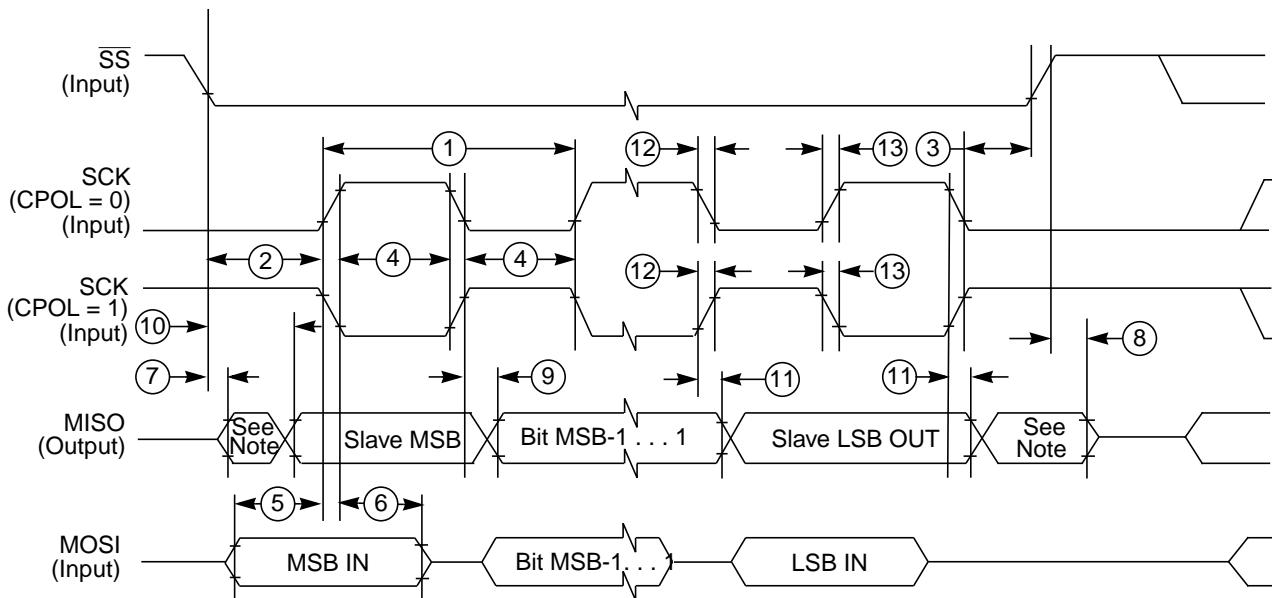 SS
(Input)
1
12
13
3
SCK
(CPOL = 0)
(Input)
2
4
4
12
13
SCK
(CPOL = 1)
(Input)
10
8
7
9
11
11
MISO
(Output)
See
Note
Slave MSB
Bit MSB-1 . . . 1
Slave LSB OUT
See
Note
5
6
MOSI
(Input)
MSB IN
Bit MSB-1. . . 1
LSB IN